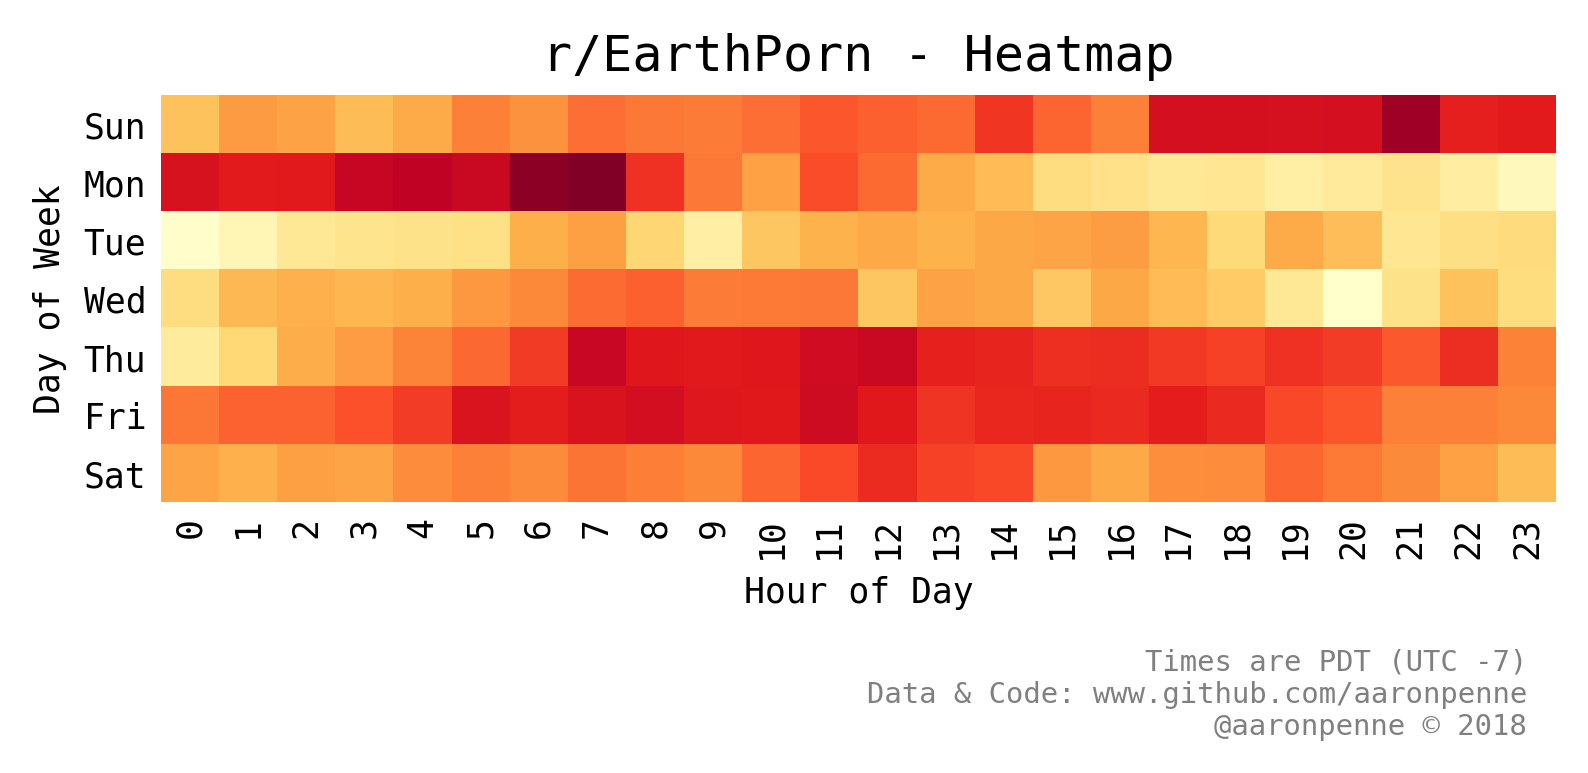 r/EarthPorn - Heatmap
Day of Week
Sun
Mon
Tue
Wed
Thu
Fri
Sat
0 1 2 3 4 5 6 7 8 9 10 11 12 13 14 15 16 17 18 19 20 21 22 23
Hour of Day
Times are PDT (UTC -7)
Data & Code: www.github.com/aaronpenne
@aaronpenne © 2018